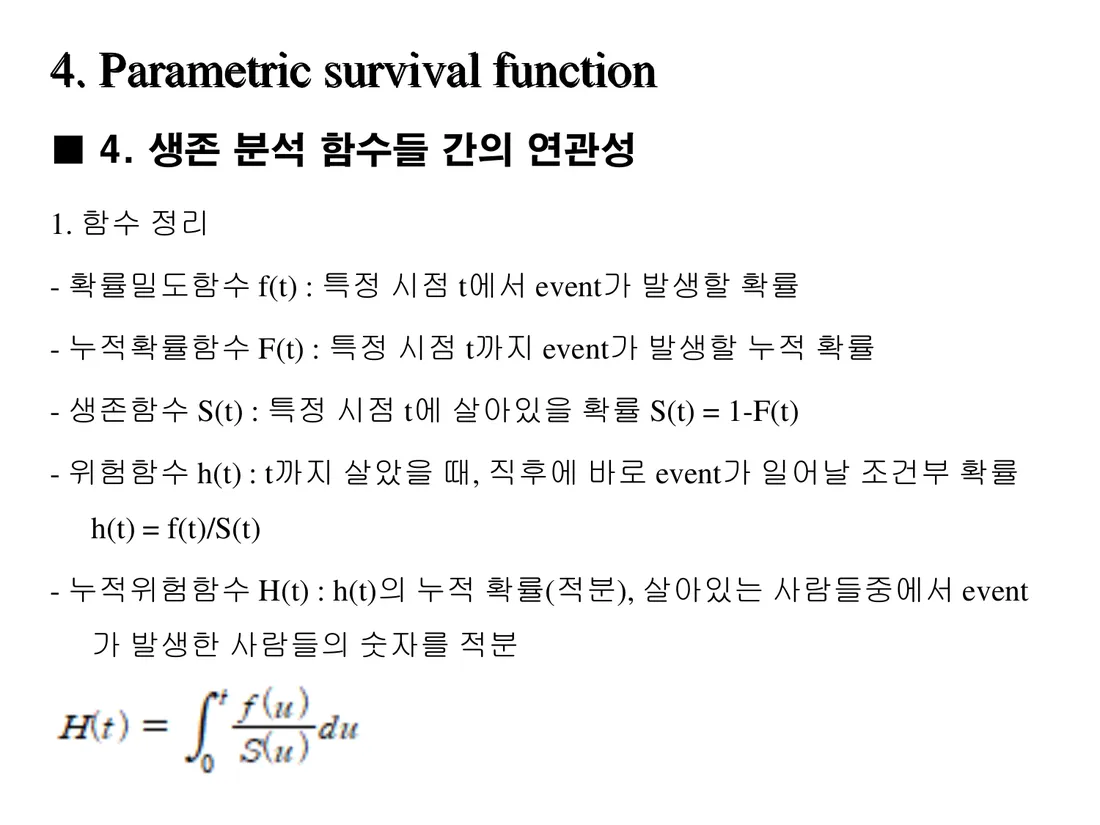 4. Parametric survival function
■ 4. 생존 분석 함수들 간의 연관성
1. 함수 정리
- 확률밀도함수 f(t) : 특정 시점 t에서 event가 발생할 확률
- 누적확률함수 F(t) : 특정 시점 t까지 event가 발생할 누적 확률
- 생존함수 S(t) : 특정 시점 t에 살아있을 확률 S(t) = 1-F(t)
- 위험함수 h(t) : t까지 살았을 때, 직후에 바로 event가 일어날 조건부 확률
h(t) = f(t)/S(t)
- 누적위험함수 H(t) : h(t)의 누적 확률(적분), 살아있는 사람들중에서 event
가 발생한 사람들의 숫자를 적분
H(t) = ∫₀ᵗ f(u)/S(u) du